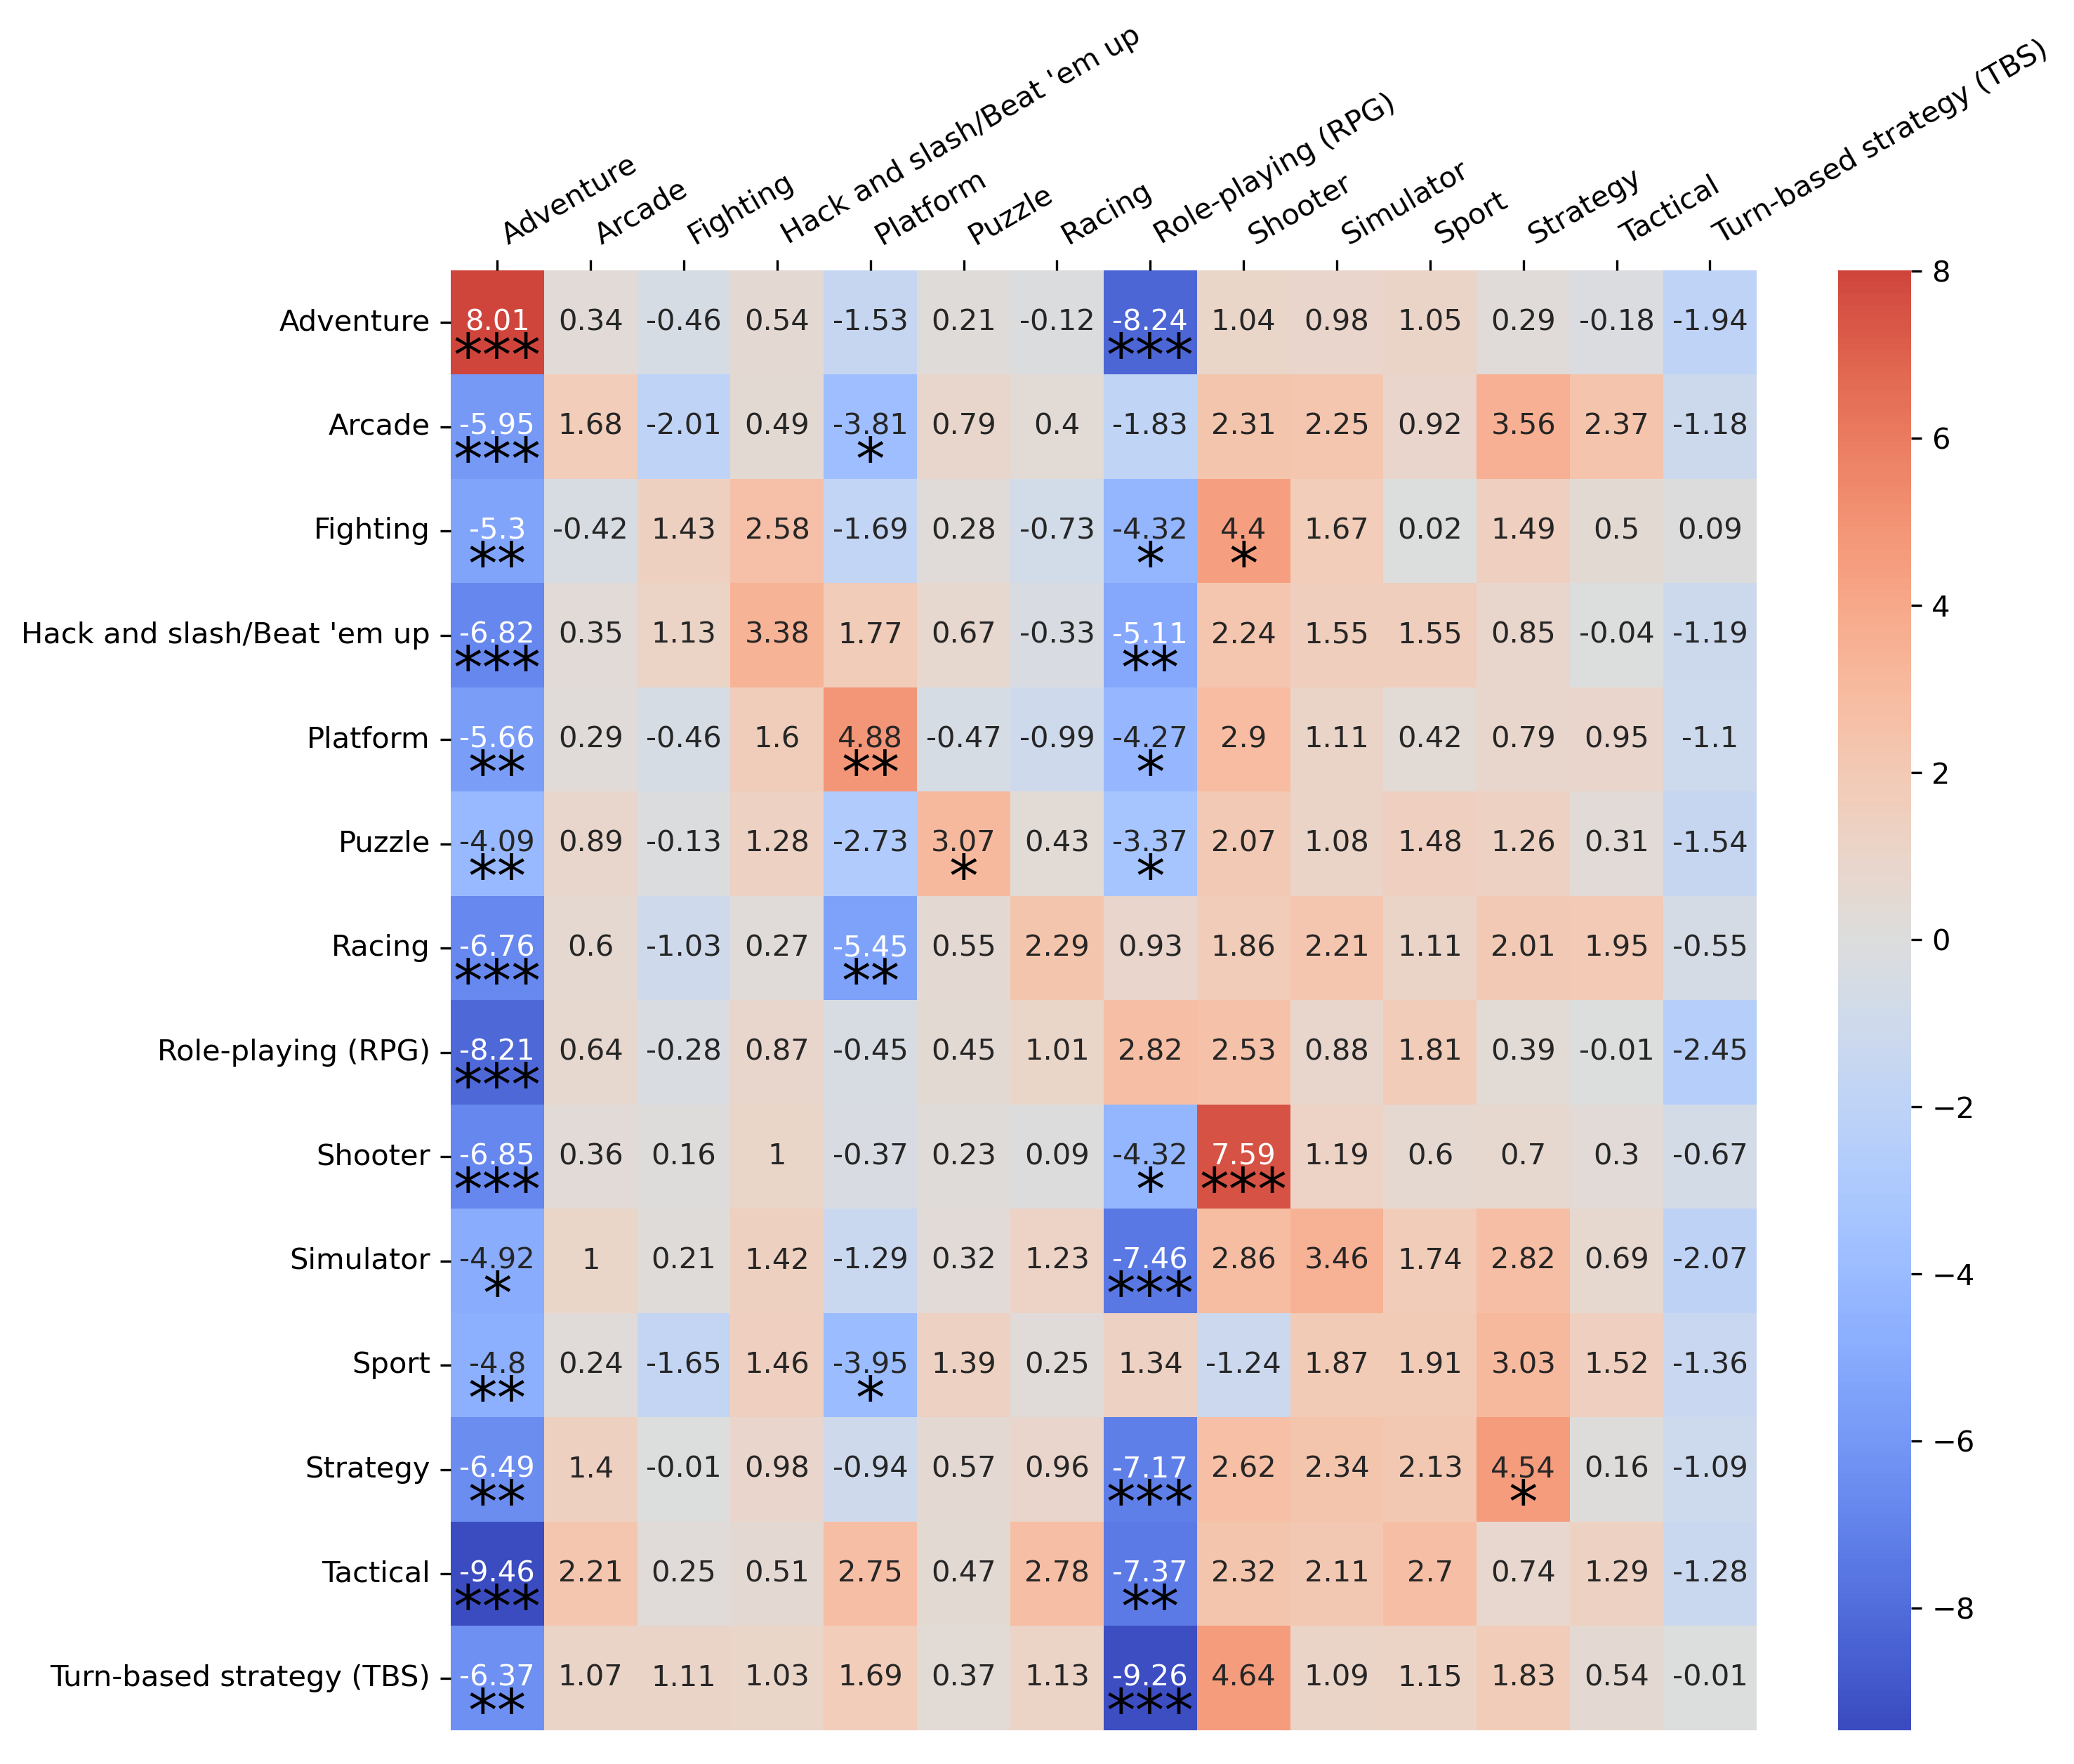 Adventure
Arcade
Fighting
Hack and slash/Beat 'em up
Platform
Puzzle
Racing
Role-playing (RPG)
Shooter
Simulator
Sport
Strategy
Tactical
Turn-based strategy (TBS)
Adventure 8.01 0.34 -0.46 0.54 -1.53 0.21 -0.12 -8.24 1.04 0.98 1.05 0.29 -0.18 -1.94
*** ***
Arcade -5.95 1.68 -2.01 0.49 -3.81 0.79 0.4 -1.83 2.31 2.25 0.92 3.56 2.37 -1.18
*** *
Fighting -5.3 -0.42 1.43 2.58 -1.69 0.28 -0.73 -4.32 4.4 1.67 0.02 1.49 0.5 0.09
** * *
Hack and slash/Beat 'em up -6.82 0.35 1.13 3.38 1.77 0.67 -0.33 -5.11 2.24 1.55 1.55 0.85 -0.04 -1.19
*** **
Platform -5.66 0.29 -0.46 1.6 4.88 -0.47 -0.99 -4.27 2.9 1.11 0.42 0.79 0.95 -1.1
** ** *
Puzzle -4.09 0.89 -0.13 1.28 -2.73 3.07 0.43 -3.37 2.07 1.08 1.48 1.26 0.31 -1.54
** * *
Racing -6.76 0.6 -1.03 0.27 -5.45 0.55 2.29 0.93 1.86 2.21 1.11 2.01 1.95 -0.55
*** **
Role-playing (RPG) -8.21 0.64 -0.28 0.87 -0.45 0.45 1.01 2.82 2.53 0.88 1.81 0.39 -0.01 -2.45
***
Shooter -6.85 0.36 0.16 1 -0.37 0.23 0.09 -4.32 7.59 1.19 0.6 0.7 0.3 -0.67
*** * ***
Simulator -4.92 1 0.21 1.42 -1.29 0.32 1.23 -7.46 2.86 3.46 1.74 2.82 0.69 -2.07
* ***
Sport -4.8 0.24 -1.65 1.46 -3.95 1.39 0.25 1.34 -1.24 1.87 1.91 3.03 1.52 -1.36
** *
Strategy -6.49 1.4 -0.01 0.98 -0.94 0.57 0.96 -7.17 2.62 2.34 2.13 4.54 0.16 -1.09
** *** *
Tactical -9.46 2.21 0.25 0.51 2.75 0.47 2.78 -7.37 2.32 2.11 2.7 0.74 1.29 -1.28
*** **
Turn-based strategy (TBS) -6.37 1.07 1.11 1.03 1.69 0.37 1.13 -9.26 4.64 1.09 1.15 1.83 0.54 -0.01
** ***
8
6
4
2
0
−2
−4
−6
−8